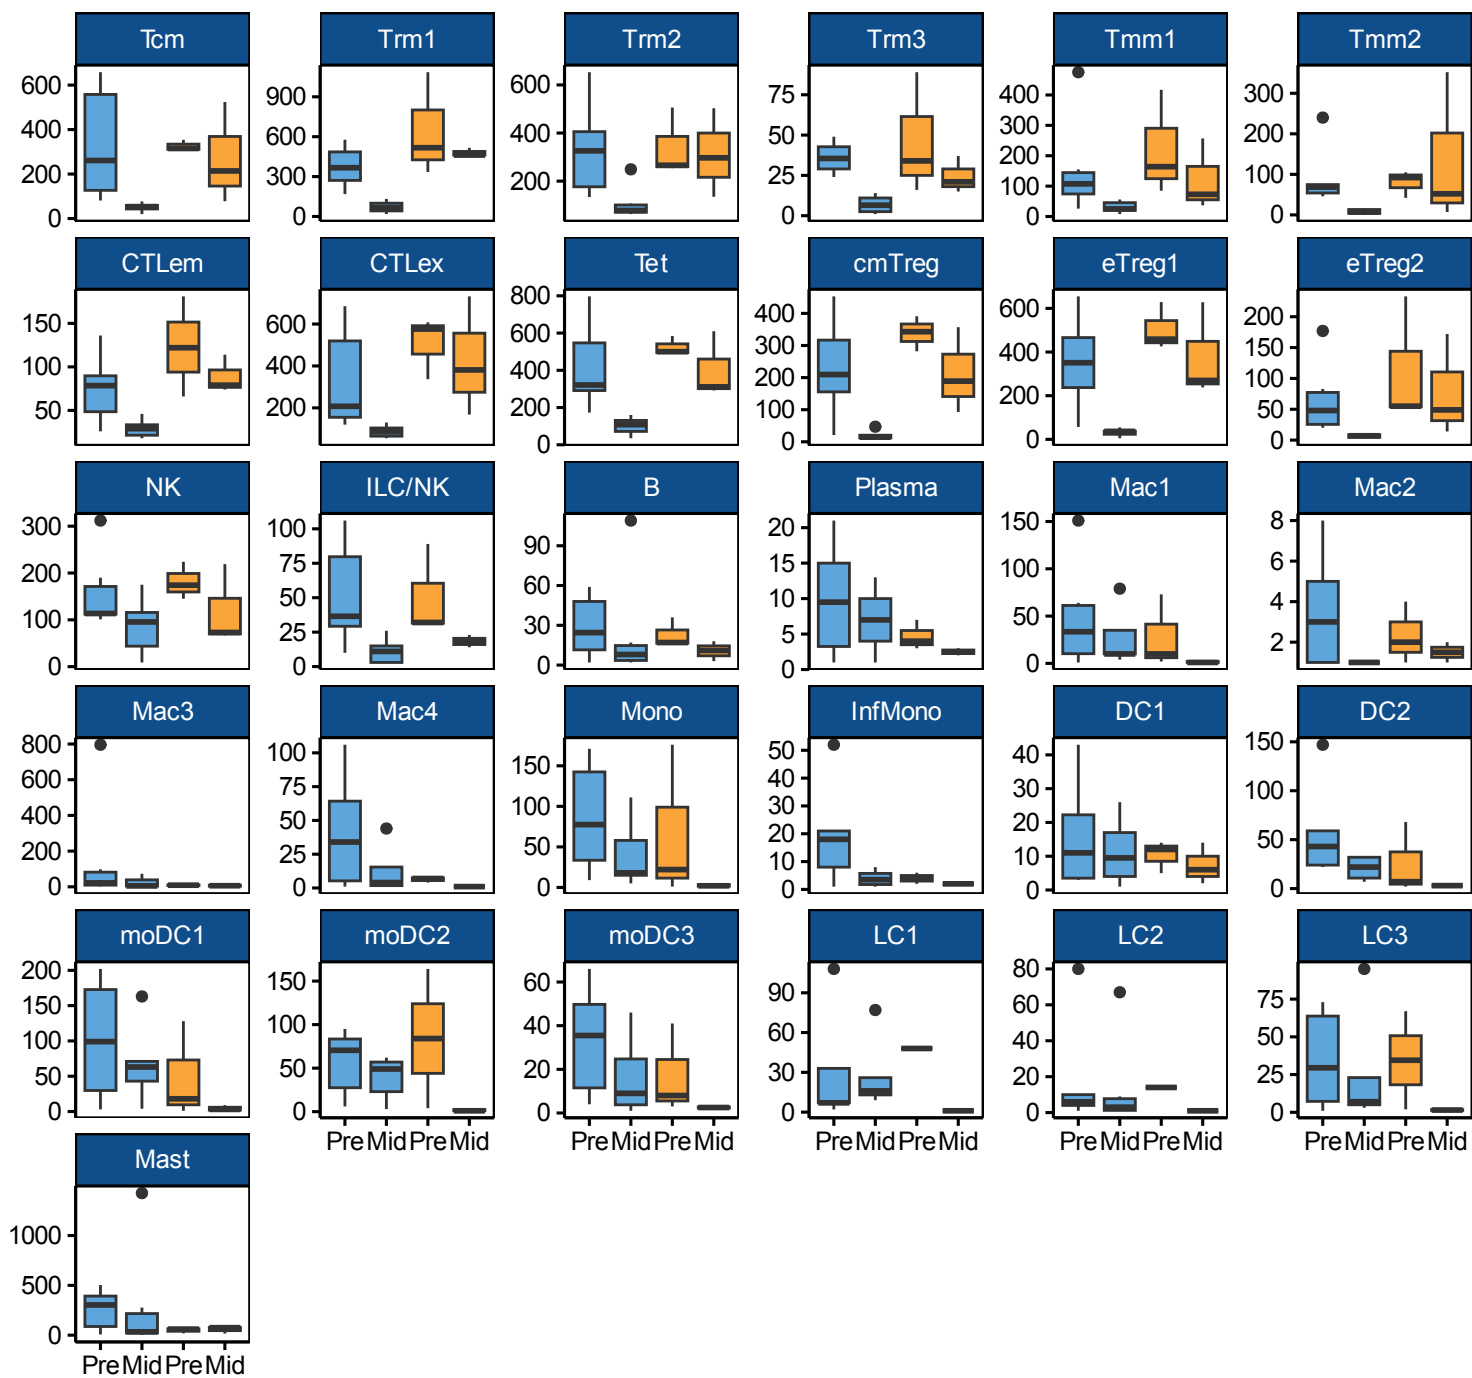 Tcm Trm1 Trm2 Trm3 Tmm1 Tmm2
600 400 200 0
900 600 300 0
600 400 200
75 50 25 0
400 300 200 100 0
300 200 100 0
CTLem CTLex Tet cmTreg eTreg1 eTreg2
150 100 50
600 400 200
800 600 400 200 0
400 300 200 100 0
600 400 200 0
200 150 100 50 0
NK ILC/NK B Plasma Mac1 Mac2
300 200 100 0
100 75 50 25 0
90 60 30 0
20 15 10 5 0
150 100 50 0
8 6 4 2
Mac3 Mac4 Mono InfMono DC1 DC2
800 600 400 200 0
100 75 50 25 0
150 100 50 0
50 40 30 20 10 0
40 30 20 10 0
150 100 50 0
moDC1 moDC2 moDC3 LC1 LC2 LC3
200 150 100 50 0
150 100 50 0
60 40 20 0
90 60 30 0
80 60 40 20 0
75 50 25 0
Pre Mid Pre Mid Pre Mid Pre Mid Pre Mid Pre Mid Pre Mid Pre Mid Pre Mid Pre Mid
Mast
1000 500 0
Pre Mid Pre Mid